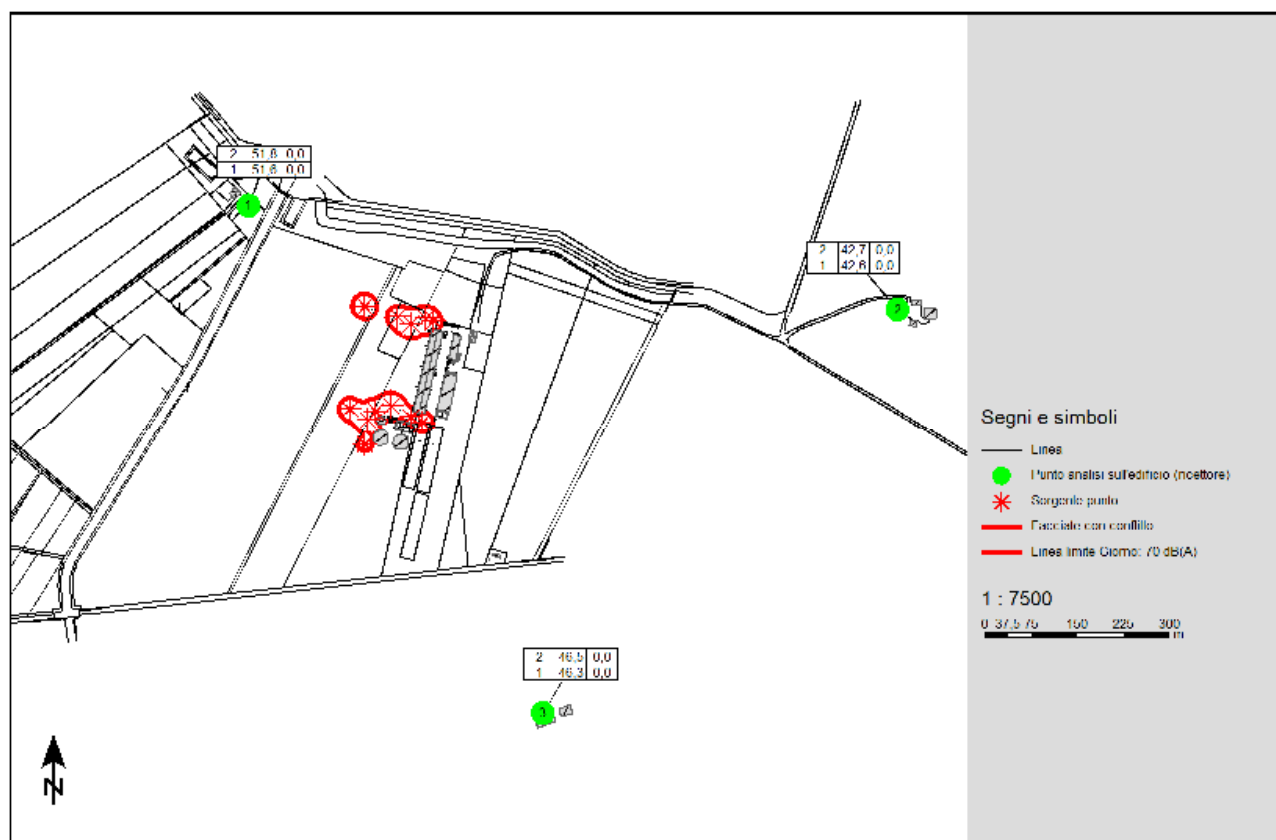 2 51,8 0,0
1 51,6 0,0
1
2 42,7 0,0
1 42,6 0,0
2
2 46,5 0,0
1 46,3 0,0
3
N
Segni e simboli
Linea
Punto analisi sull'edificio (ricettore)
Sorgente punto
Facciate con conflitto
Linea limite Giorno: 70 dB(A)
1 : 7500
0 37,5 75 150 225 300
m